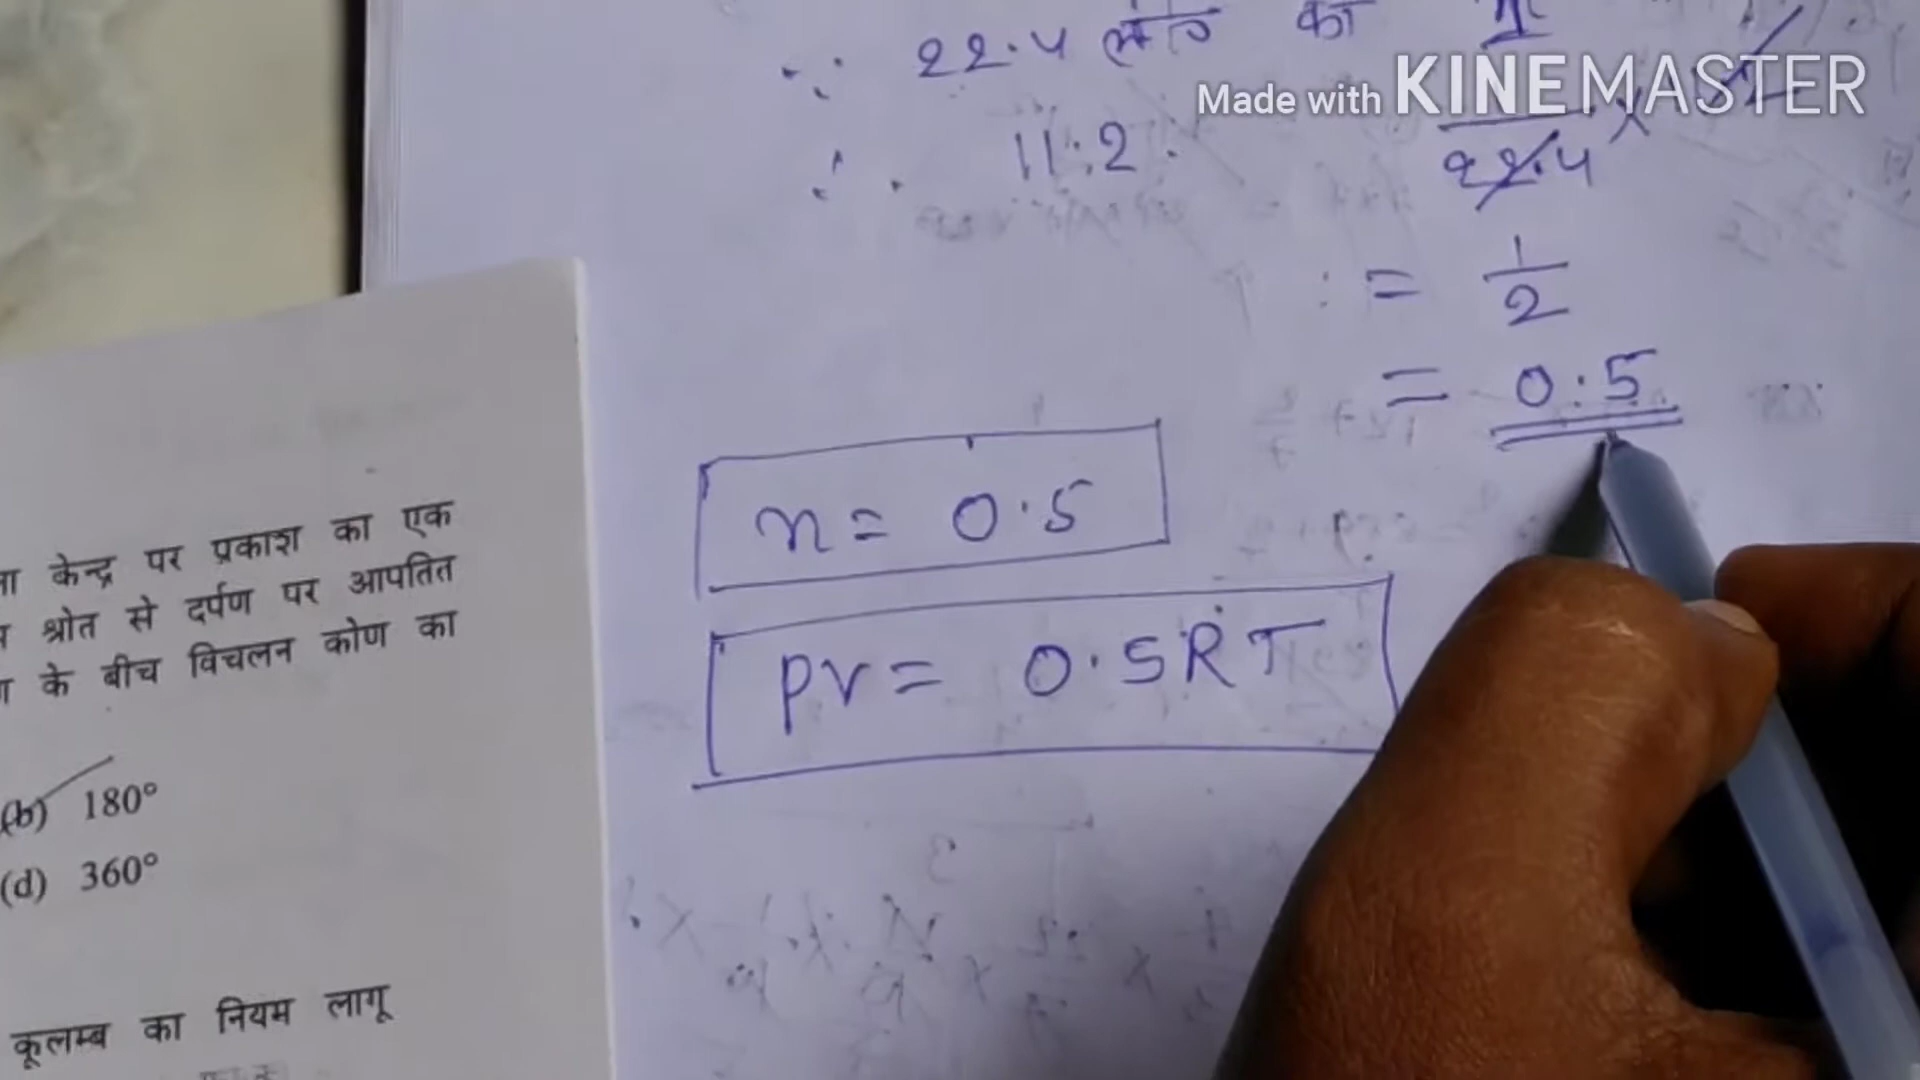 ∵ 22.4 लीटर का
Made with KINEMASTER
∴ 11.2
22.4 ×
= 1/2
= 0.5
n = 0.5
PV = 0.5RT
केन्द्र पर प्रकाश का एक
श्रोत से दर्पण पर आपतित
के बीच विचलन कोण का
(b) 180°
(d) 360°
कूलम्ब का नियम लागू